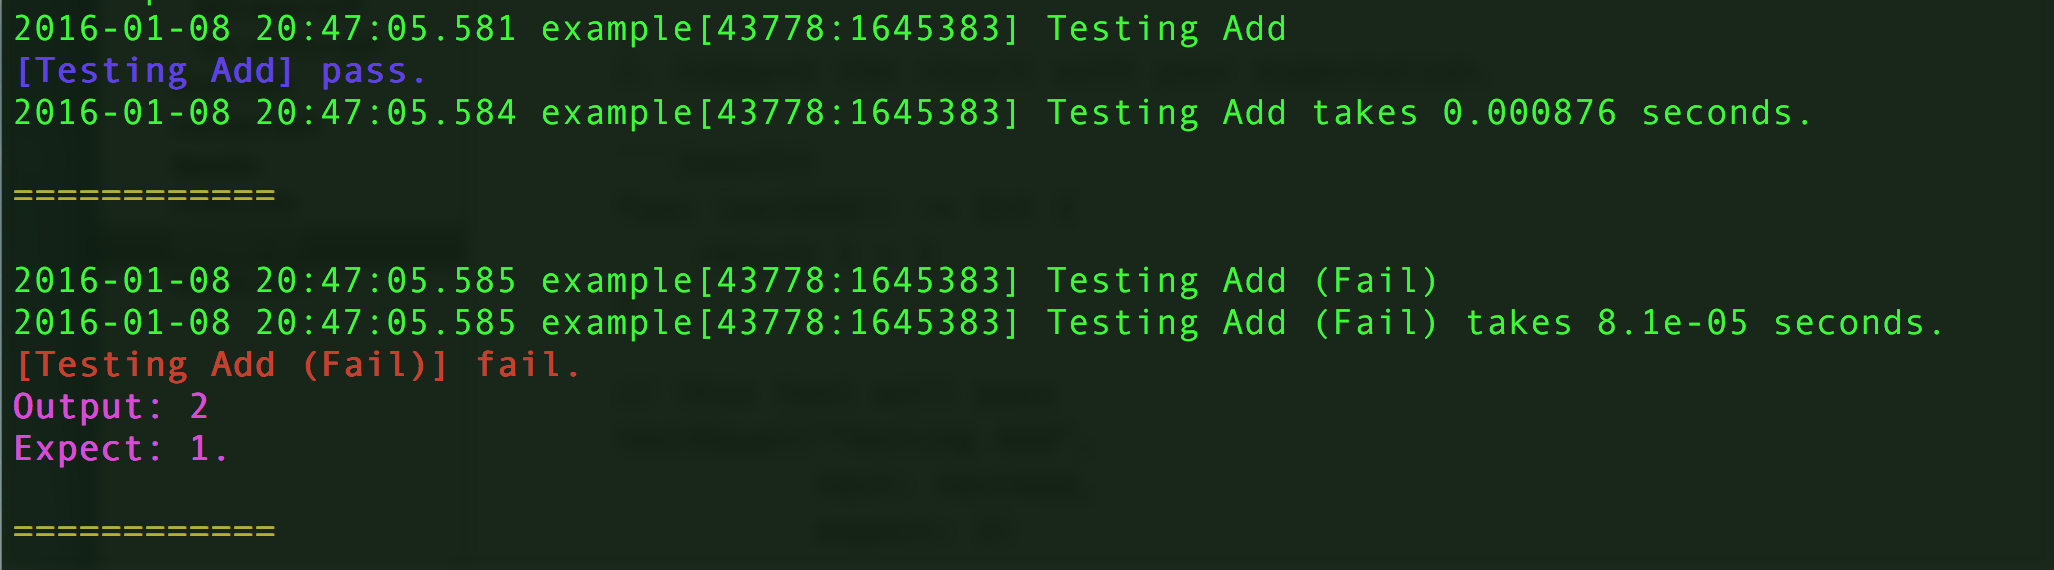 2016-01-08 20:47:05.581 example[43778:1645383] Testing Add
[Testing Add] pass.
2016-01-08 20:47:05.584 example[43778:1645383] Testing Add takes 0.000876 seconds.
============
2016-01-08 20:47:05.585 example[43778:1645383] Testing Add (Fail)
2016-01-08 20:47:05.585 example[43778:1645383] Testing Add (Fail) takes 8.1e-05 seconds.
[Testing Add (Fail)] fail.
Output: 2
Expect: 1.
============